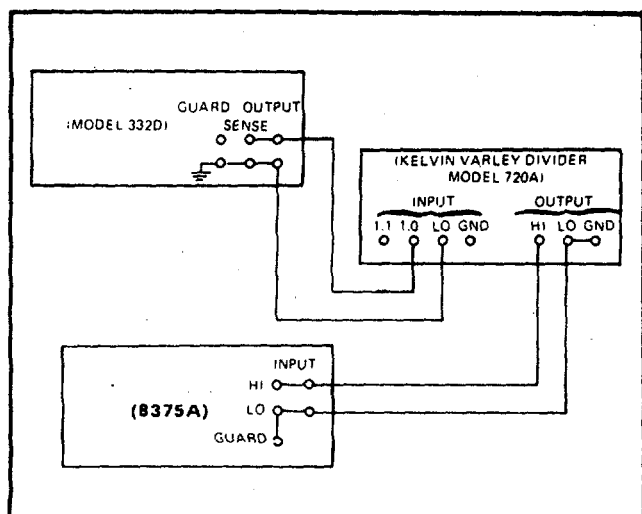 GUARD OUTPUT
(MODEL 332D)
SENSE
(KELVIN VARLEY DIVIDER
MODEL 720A)
INPUT OUTPUT
1.1 1.0 LO GND HI LO GND
INPUT
HI
(8375A)
LO
GUARD